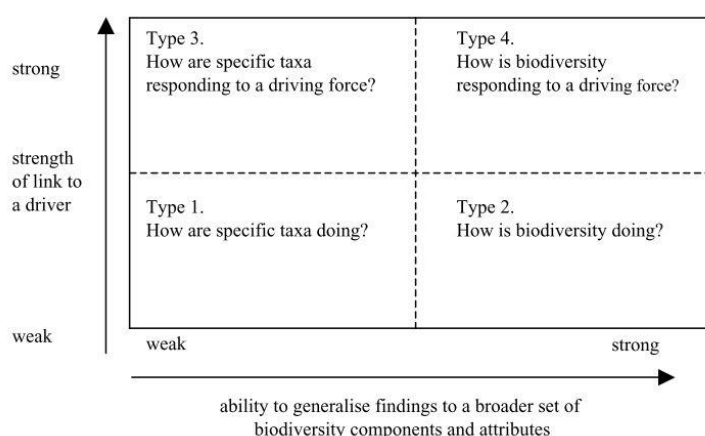 Type 3.
How are specific taxa
responding to a driving force?
Type 4.
How is biodiversity
responding to a driving force?
strong
strength
of link to
a driver
Type 1.
How are specific taxa doing?
Type 2.
How is biodiversity doing?
weak
weak
strong
ability to generalise findings to a broader set of
biodiversity components and attributes